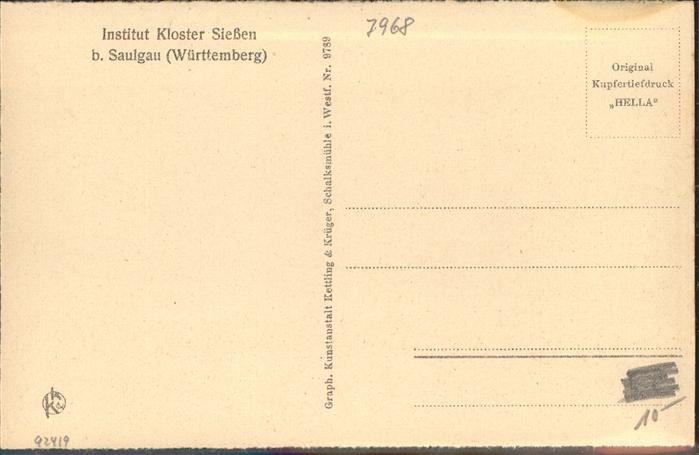 Institut Kloster Sießen
b. Saulgau (Württemberg)
7968
Original
Kupfertiefdruck
„HELLA“
Graph. Kunstanstalt Kettling & Krüger, Schalksmühle i. Westf. Nr. 9789
10-
92419